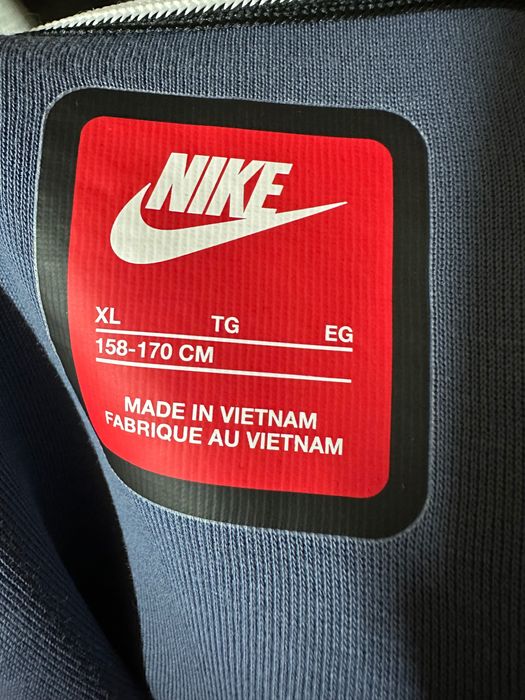 NIKE
XL TG EG
158-170 CM
MADE IN VIETNAM
FABRIQUE AU VIETNAM